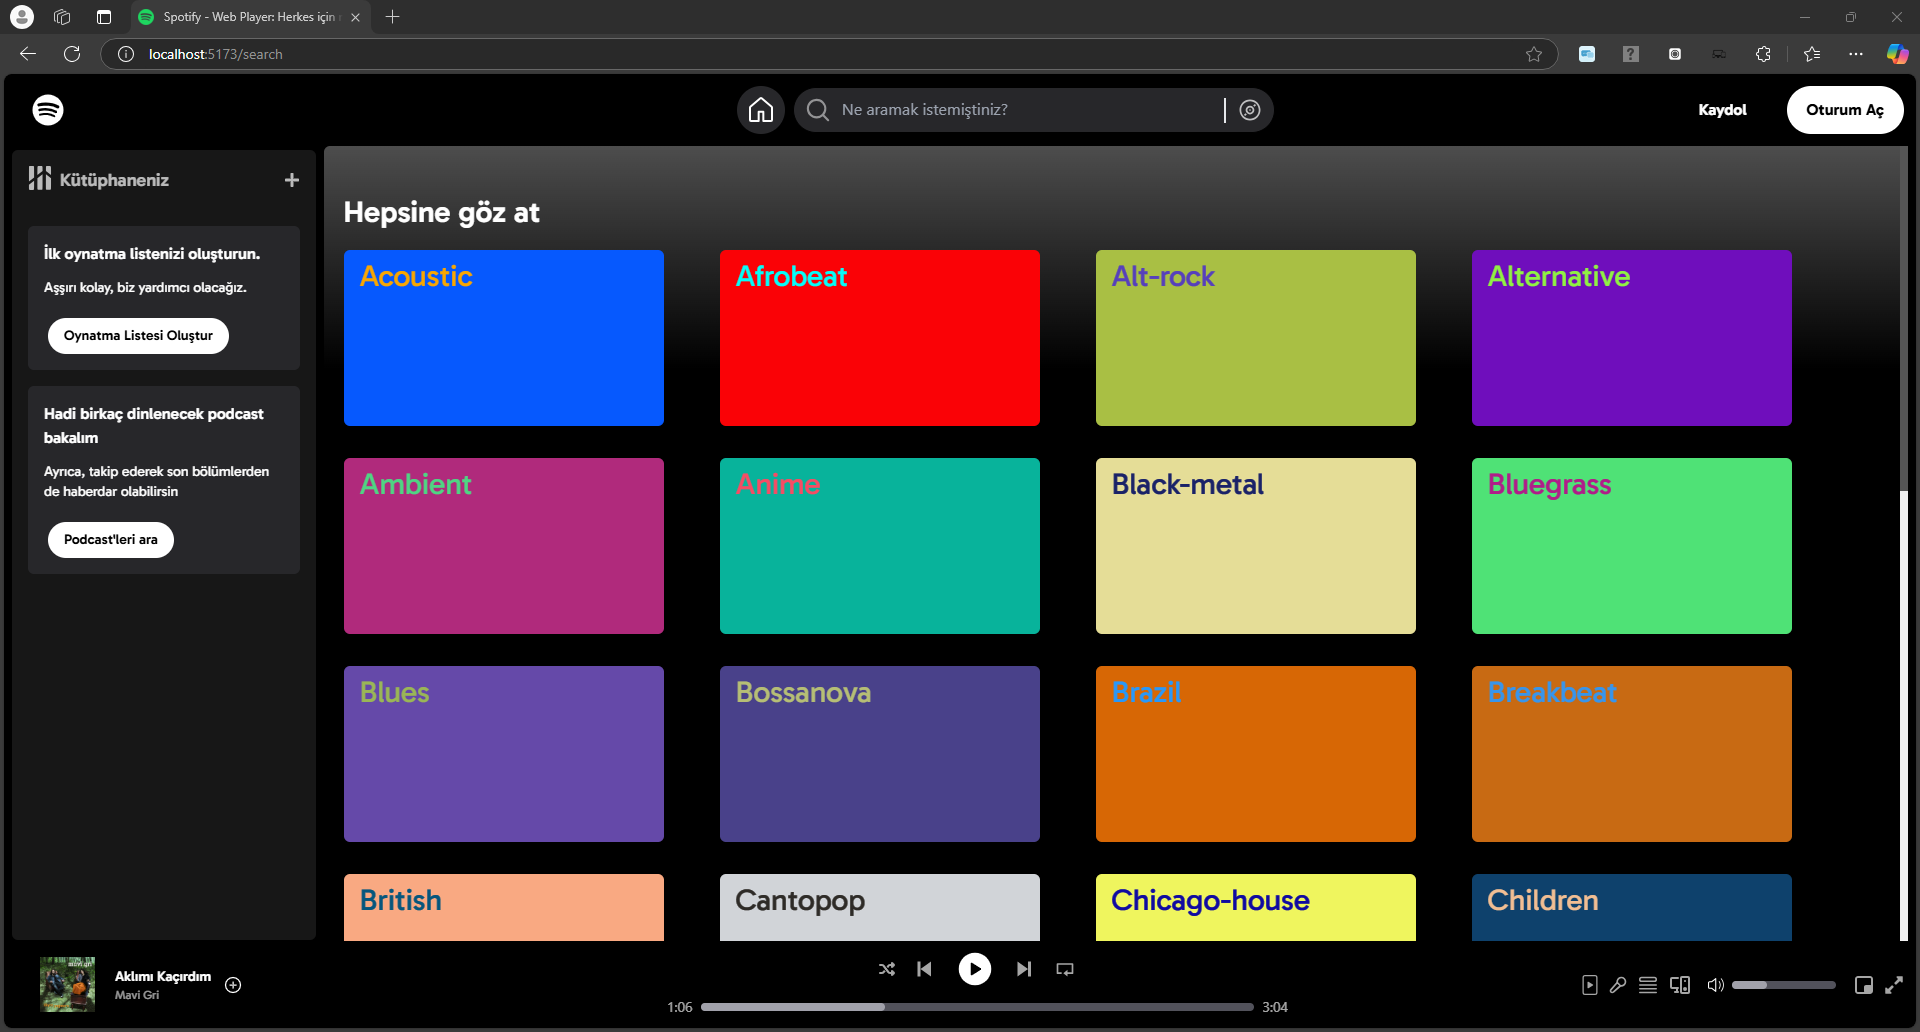 Spotify - Web Player: Herkes için
localhost:5173/search
Ne aramak istemiştiniz?
Kaydol
Oturum Aç
Kütüphaneniz
İlk oynatma listenizi oluşturun.
Aşşırı kolay, biz yardımcı olacağız.
Oynatma Listesi Oluştur
Hadi birkaç dinlenecek podcast
bakalım
Ayrıca, takip ederek son bölümlerden
de haberdar olabilirsin
Podcast'leri ara
Hepsine göz at
Acoustic
Afrobeat
Alt-rock
Alternative
Ambient
Anime
Black-metal
Bluegrass
Blues
Bossanova
Brazil
Breakbeat
British
Cantopop
Chicago-house
Children
Aklımı Kaçırdım
Mavi Gri
1:06
3:04